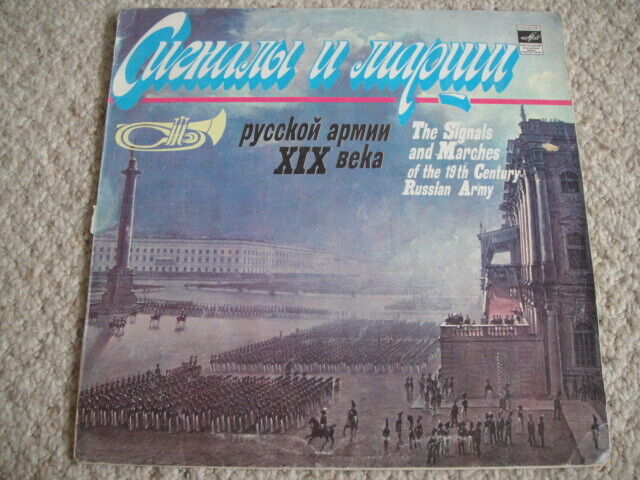 Сигналы и марши
русской армии
XIX века
The Signals
and Marches
of the 19th Century
Russian Army